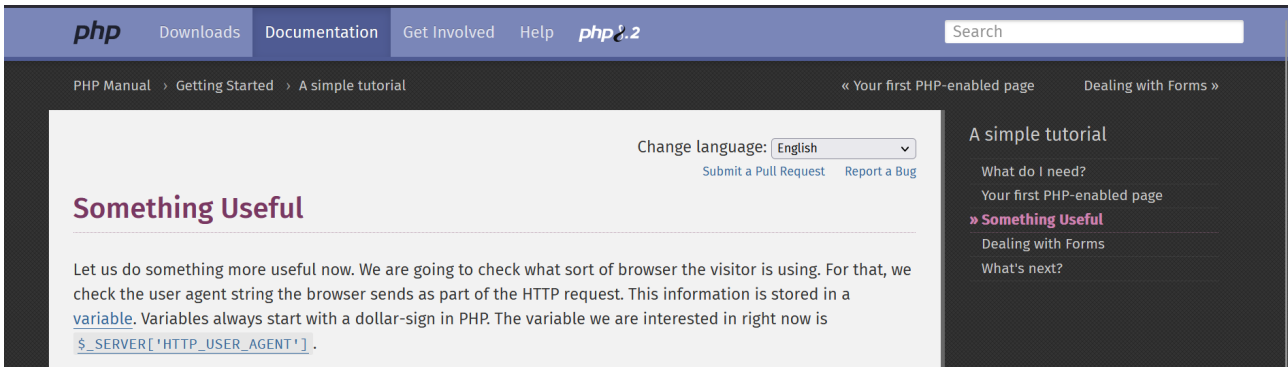 php Downloads Documentation Get Involved Help php8.2 Search
PHP Manual › Getting Started › A simple tutorial « Your first PHP-enabled page Dealing with Forms »
Change language: English
Submit a Pull Request Report a Bug
Something Useful
Let us do something more useful now. We are going to check what sort of browser the visitor is using. For that, we
check the user agent string the browser sends as part of the HTTP request. This information is stored in a
variable. Variables always start with a dollar-sign in PHP. The variable we are interested in right now is
$_SERVER['HTTP_USER_AGENT'] .
A simple tutorial
What do I need?
Your first PHP-enabled page
» Something Useful
Dealing with Forms
What's next?